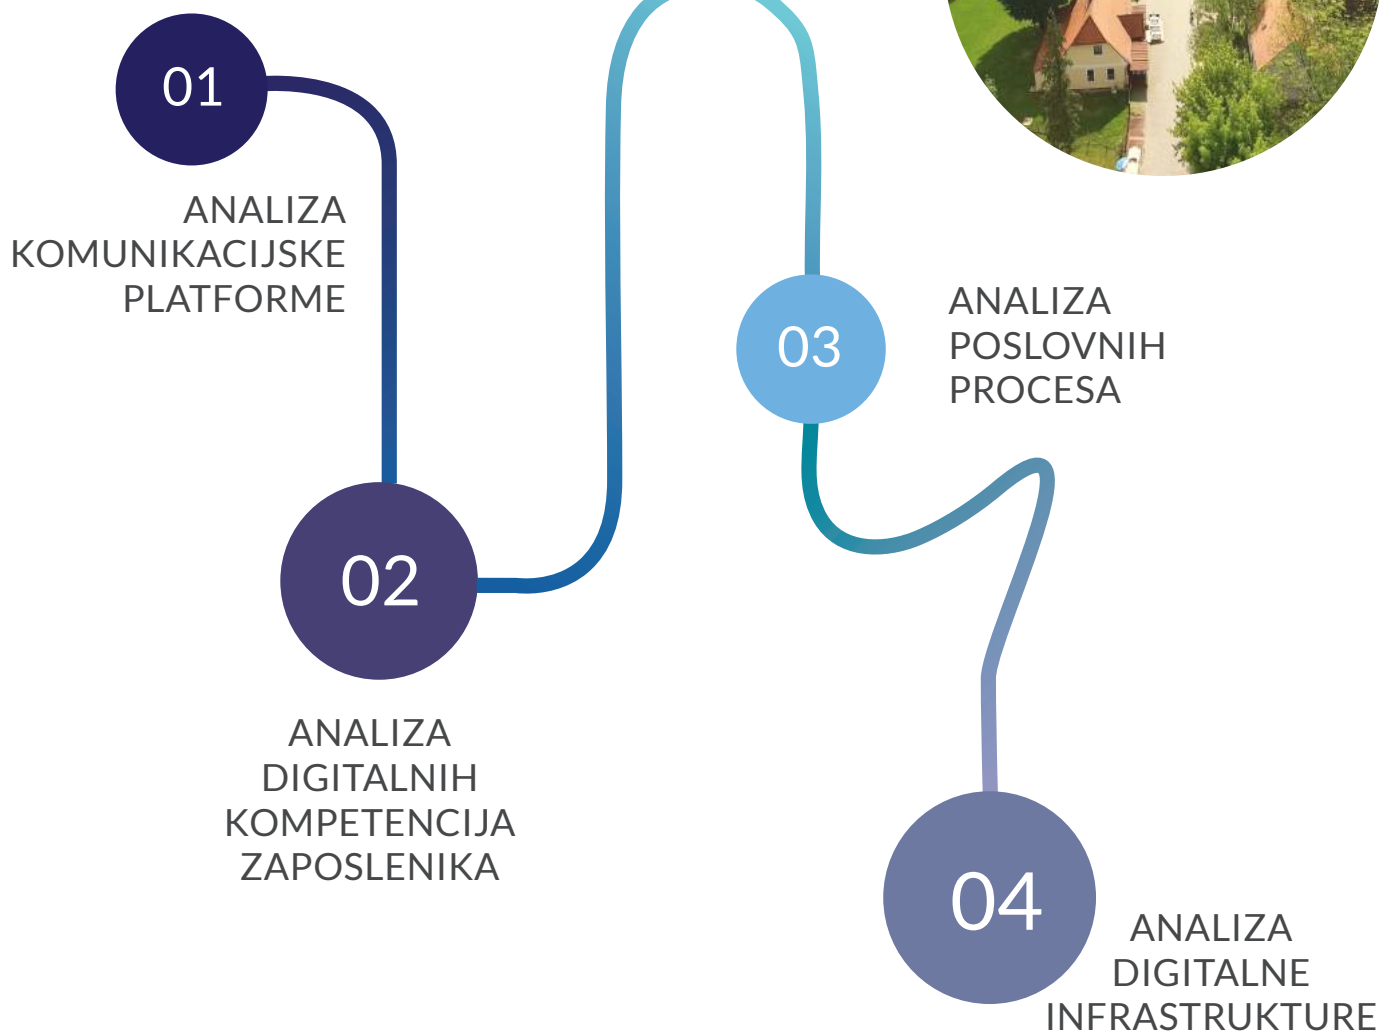 01
ANALIZA
KOMUNIKACIJSKE
PLATFORME
02
ANALIZA
DIGITALNIH
KOMPETENCIJA
ZAPOSLENIKA
03
ANALIZA
POSLOVNIH
PROCESA
04
ANALIZA
DIGITALNE
INFRASTRUKTURE